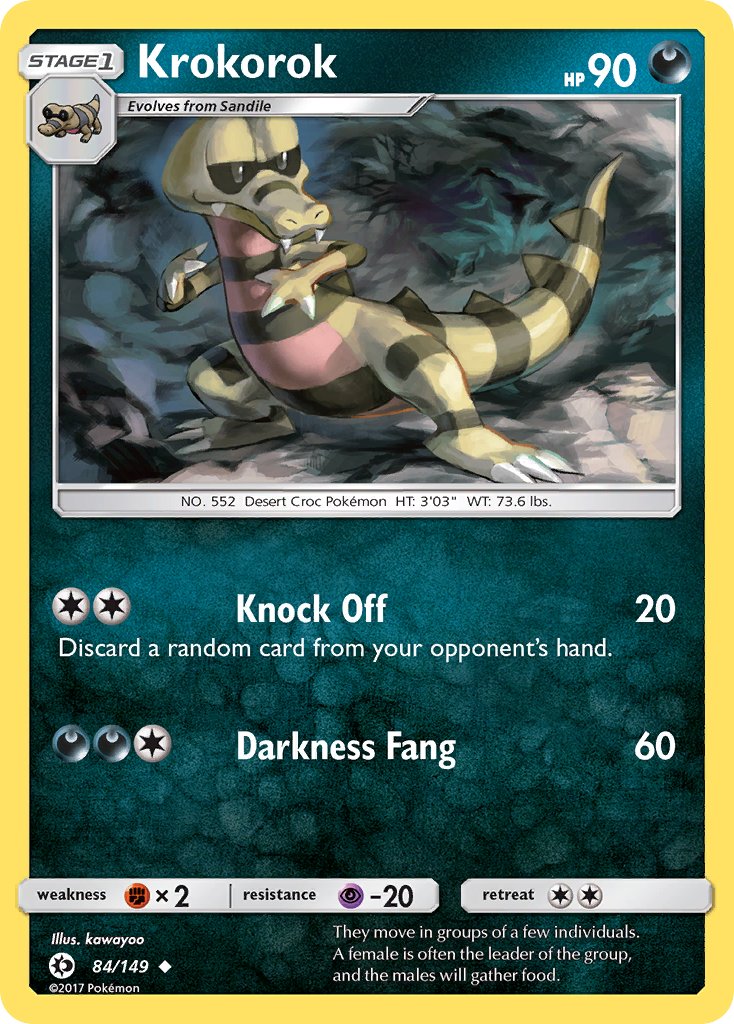 STAGE1
Krokorok
HP 90
Evolves from Sandile
NO. 552 Desert Croc Pokémon HT: 3'03" WT: 73.6 lbs.
Knock Off 20
Discard a random card from your opponent's hand.
Darkness Fang 60
weakness ×2 resistance -20 retreat
Illus. kawayoo
84/149
©2017 Pokémon
They move in groups of a few individuals.
A female is often the leader of the group,
and the males will gather food.